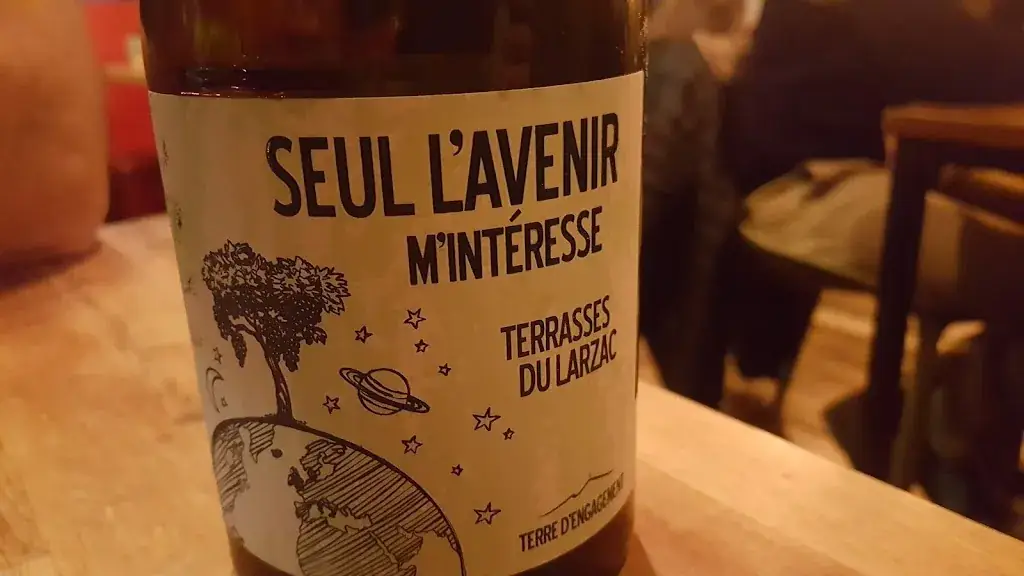 SEUL L'AVENIR
M'INTÉRESSE
TERRASSES
DU LARZAC
TERRE D'ENGAGEMENT